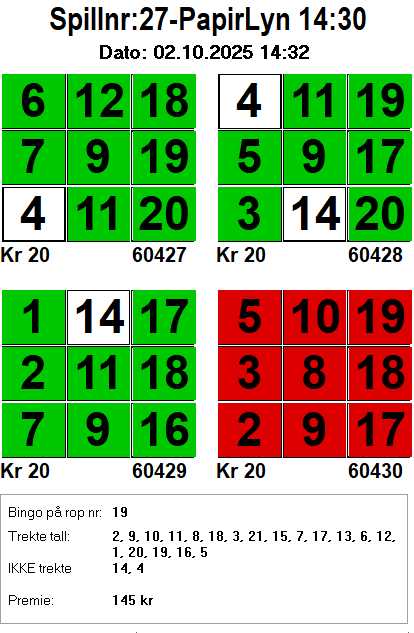 Spillnr:27-PapirLyn 14:30
Dato: 02.10.2025 14:32
6 12 18
7 9 19
4 11 20
Kr 20 60427
4 11 19
5 9 17
3 14 20
Kr 20 60428
1 14 17
2 11 18
7 9 16
Kr 20 60429
5 10 19
3 8 18
2 9 17
Kr 20 60430
Bingo på rop nr: 19
Trekte tall: 2, 9, 10, 11, 8, 18, 3, 21, 15, 7, 17, 13, 6, 12,
1, 20, 19, 16, 5
IKKE trekte 14, 4
Premie: 145 kr